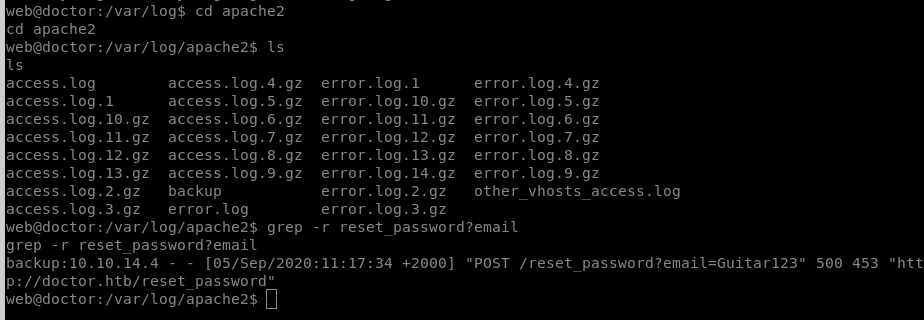 web@doctor:/var/log$ cd apache2
cd apache2
web@doctor:/var/log/apache2$ ls
ls
access.log        access.log.4.gz  error.log.1      error.log.4.gz
access.log.1      access.log.5.gz  error.log.10.gz  error.log.5.gz
access.log.10.gz  access.log.6.gz  error.log.11.gz  error.log.6.gz
access.log.11.gz  access.log.7.gz  error.log.12.gz  error.log.7.gz
access.log.12.gz  access.log.8.gz  error.log.13.gz  error.log.8.gz
access.log.13.gz  access.log.9.gz  error.log.14.gz  error.log.9.gz
access.log.2.gz   backup           error.log.2.gz   other_vhosts_access.log
access.log.3.gz   error.log        error.log.3.gz
web@doctor:/var/log/apache2$ grep -r reset_password?email
grep -r reset_password?email
backup:10.10.14.4 - - [05/Sep/2020:11:17:34 +2000] "POST /reset_password?email=Guitar123" 500 453 "htt
p://doctor.htb/reset_password"
web@doctor:/var/log/apache2$